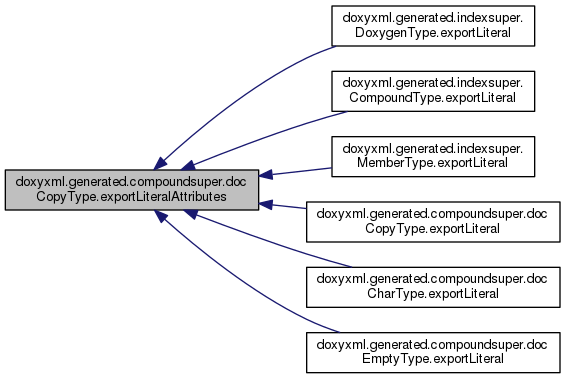 doxyxml.generated.indexsuper.
DoxygenType.exportLiteral
doxyxml.generated.indexsuper.
CompoundType.exportLiteral
doxyxml.generated.indexsuper.
MemberType.exportLiteral
doxyxml.generated.compoundsuper.doc
CopyType.exportLiteralAttributes
doxyxml.generated.compoundsuper.doc
CopyType.exportLiteral
doxyxml.generated.compoundsuper.doc
CharType.exportLiteral
doxyxml.generated.compoundsuper.doc
EmptyType.exportLiteral